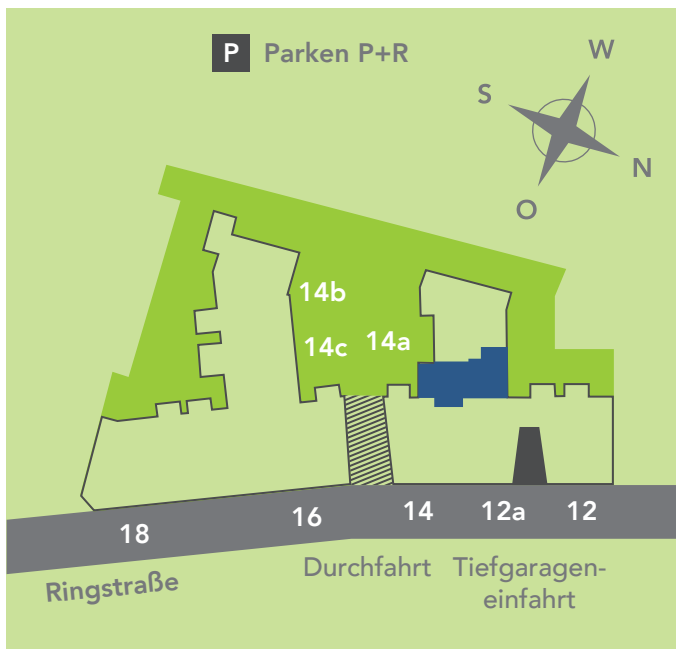 P Parken P+R
W
S
N
O
14b
14c 14a
18 16 14 12a 12
Ringstraße
Durchfahrt
Tiefgaragen-
einfahrt